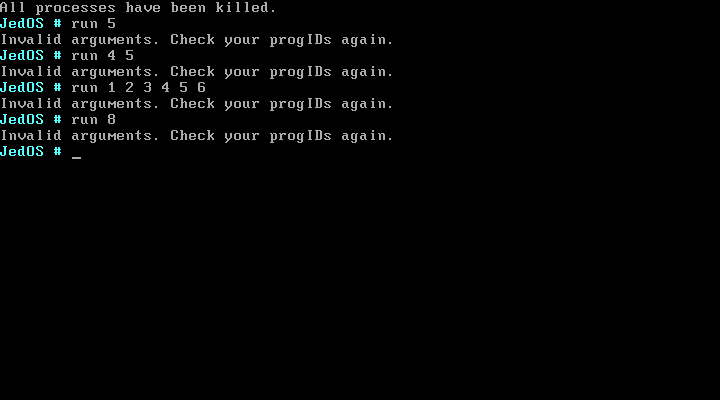 All processes have been killed.
JedOS # run 5
Invalid arguments. Check your progIDs again.
JedOS # run 4 5
Invalid arguments. Check your progIDs again.
JedOS # run 1 2 3 4 5 6
Invalid arguments. Check your progIDs again.
JedOS # run 8
Invalid arguments. Check your progIDs again.
JedOS # _